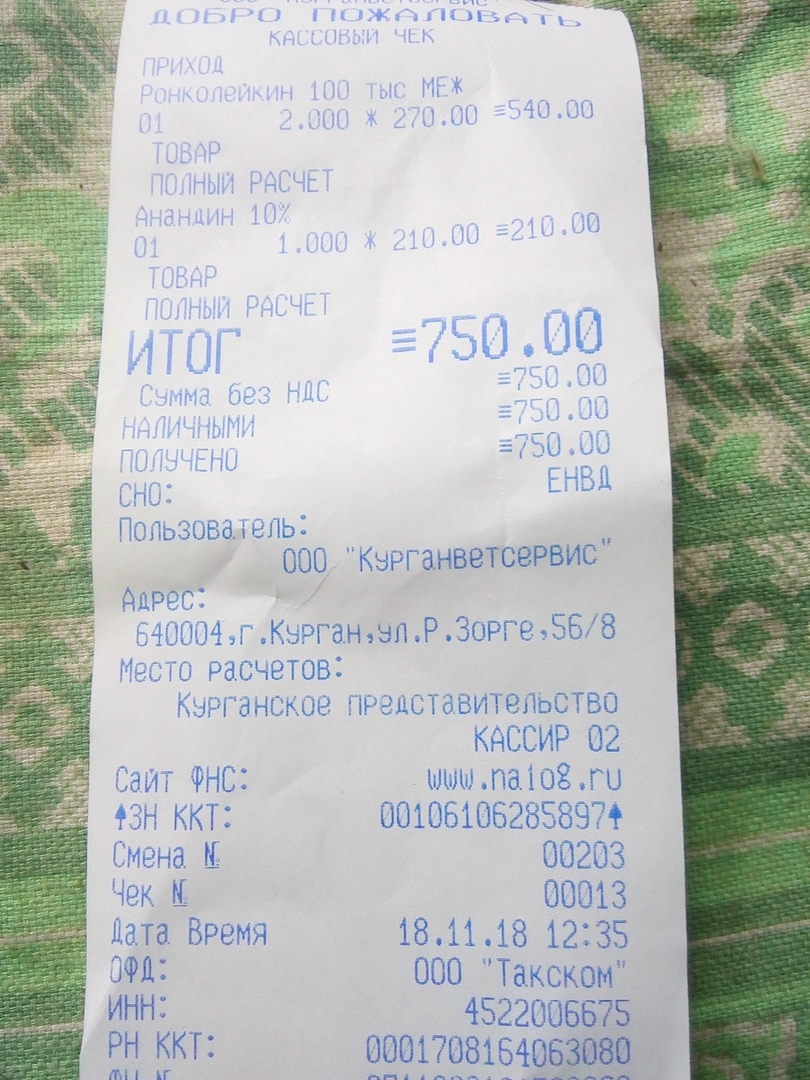 ДОБРО ПОЖАЛОВАТЬ
КАССОВЫЙ ЧЕК
ПРИХОД
Ронколейкин 100 тыс МЕЖ
01 2.000 * 270.00 ≡540.00
ТОВАР
ПОЛНЫЙ РАСЧЕТ
Анандин 10%
01 1.000 * 210.00 ≡210.00
ТОВАР
ПОЛНЫЙ РАСЧЕТ
ИТОГ ≡750.00
Сумма без НДС ≡750.00
НАЛИЧНЫМИ ≡750.00
ПОЛУЧЕНО ≡750.00
СНО: ЕНВД
Пользователь:
ООО "Курганветсервис"
Адрес:
640004,г.Курган,ул.Р.Зорге,56/8
Место расчетов:
Курганское представительство
КАССИР 02
Сайт ФНС: www.nalog.ru
ЗН ККТ: 00106106285897
Смена № 00203
Чек № 00013
Дата Время 18.11.18 12:35
ОФД: ООО "Такском"
ИНН: 4522006675
РН ККТ: 0001708164063080